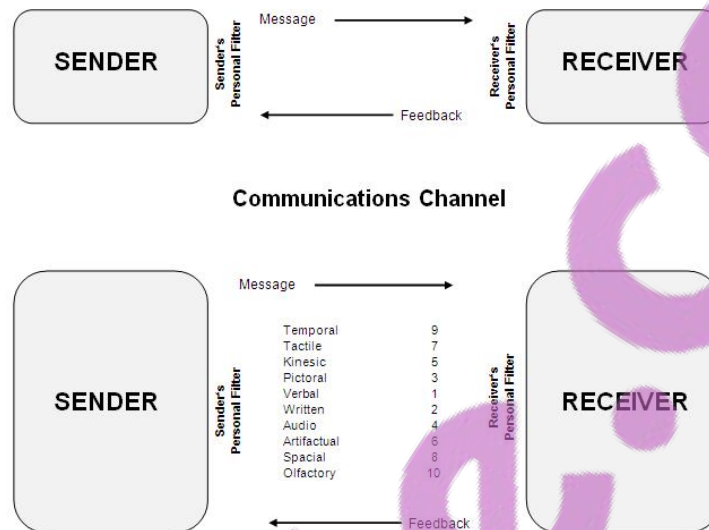 Message
SENDER
Sender's
Personal Filter
Receiver's
Personal Filter
RECEIVER
Feedback
Communications Channel
Message
Temporal 9
Tactile 7
Kinesic 5
Pictoral 3
Verbal 1
Written 2
Audio 4
Artifactual 6
Spacial 8
Olfactory 10
SENDER
Sender's
Personal Filter
Receiver's
Personal Filter
RECEIVER
Feedback